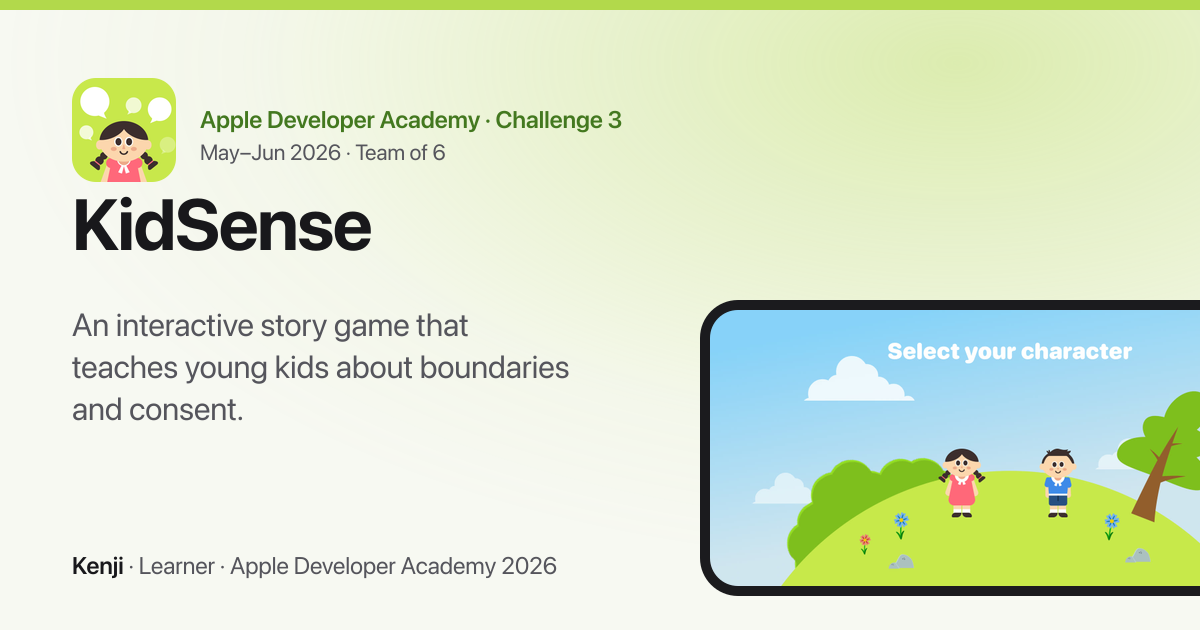 Apple Developer Academy · Challenge 3
May–Jun 2026 · Team of 6
KidSense
An interactive story game that
teaches young kids about boundaries
and consent.
Select your character
Kenji · Learner · Apple Developer Academy 2026